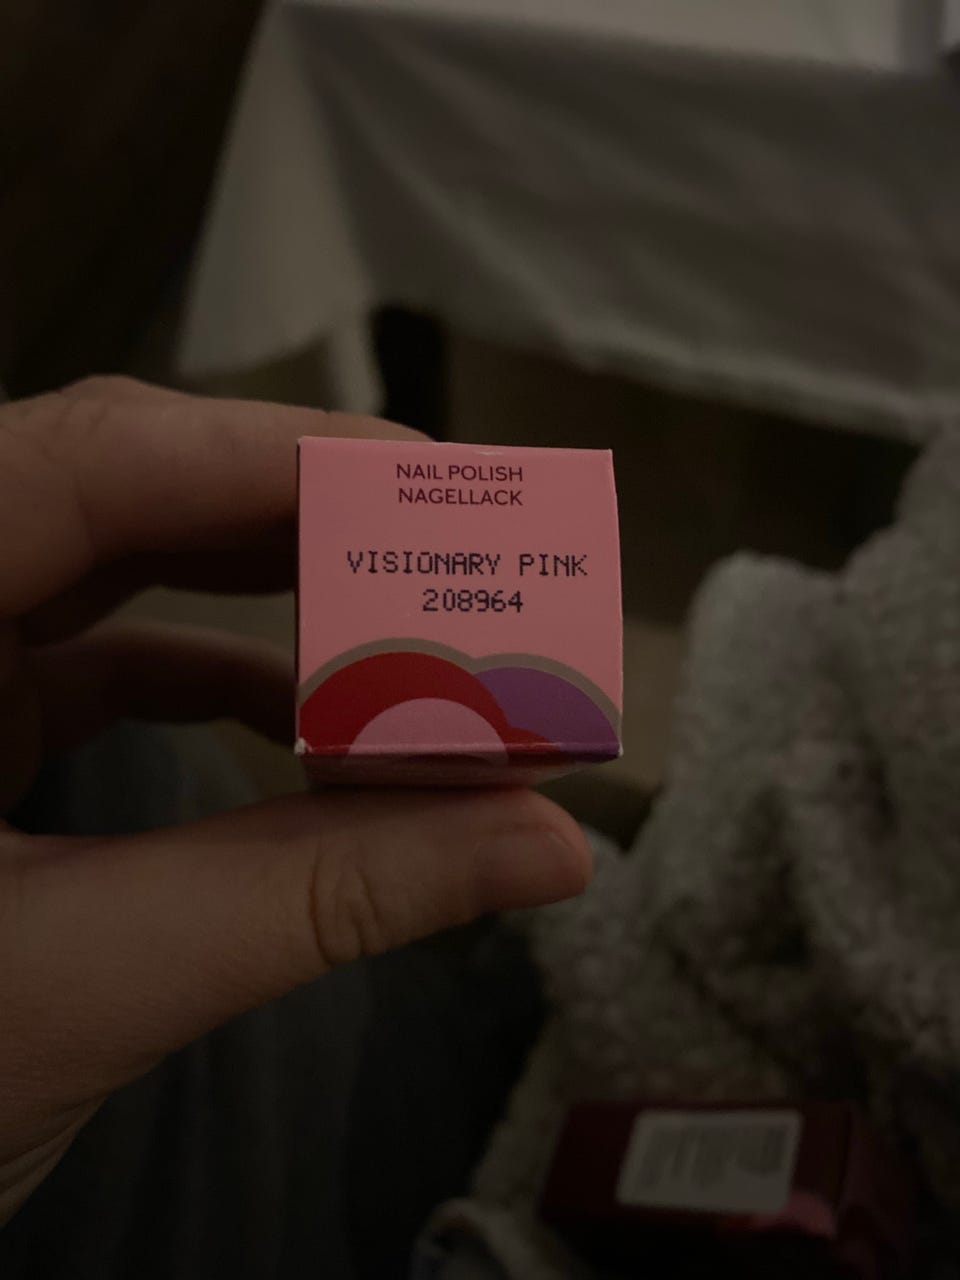 NAIL POLISH
NAGELLACK
VISIONARY PINK
208964